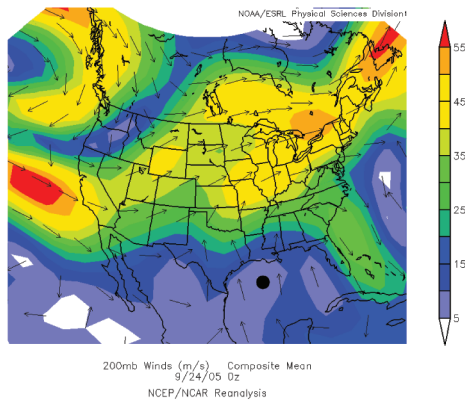 NOAA/ESRL Physical Sciences Division
55
45
35
25
15
5
200mb Winds (m/s) Composite Mean
9/24/05 0z
NCEP/NCAR Reanalysis